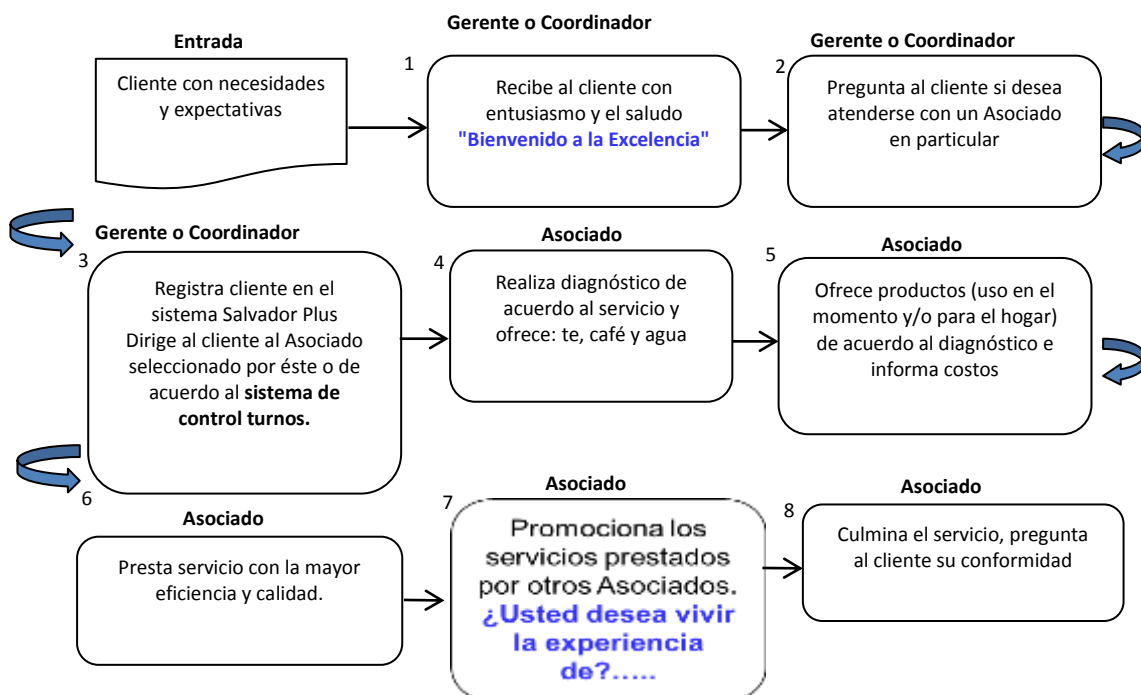 Entrada
Cliente con necesidades
y expectativas
Gerente o Coordinador
1
Recibe al cliente con
entusiasmo y el saludo
"Bienvenido a la Excelencia"
Gerente o Coordinador
2
Pregunta al cliente si desea
atenderse con un Asociado
en particular
Gerente o Coordinador
3
Registra cliente en el
sistema Salvador Plus
Dirige al cliente al Asociado
seleccionado por éste o de
acuerdo al sistema de
control turnos.
Asociado
4
Realiza diagnóstico de
acuerdo al servicio y
ofrece: te, café y agua
Asociado
5
Ofrece productos (uso en el
momento y/o para el hogar)
de acuerdo al diagnóstico e
informa costos
6
Asociado
Presta servicio con la mayor
eficiencia y calidad.
Asociado
7
Promociona los
servicios prestados
por otros Asociados.
¿Usted desea vivir
la experiencia
de?.....
Asociado
8
Culmina el servicio, pregunta
al cliente su conformidad